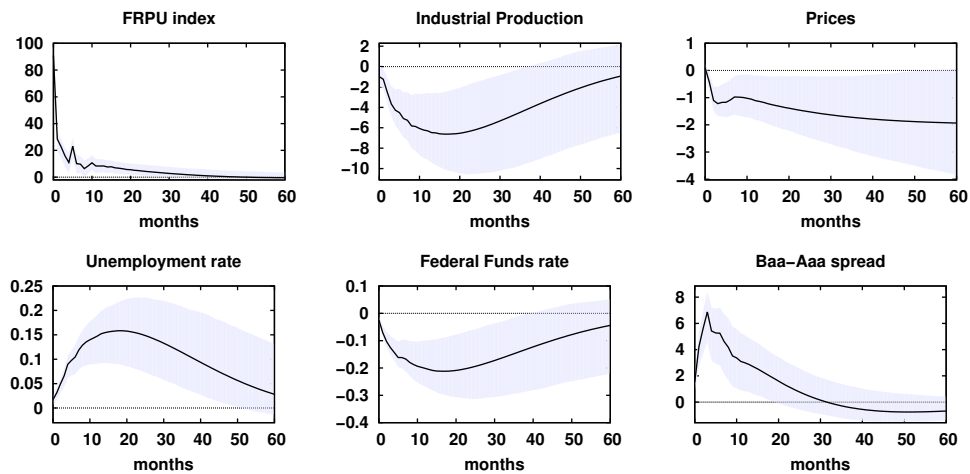 FRPU index
100
80
60
40
20
0
0 10 20 30 40 50 60
months
Industrial Production
2
0
−2
−4
−6
−8
−10
0 10 20 30 40 50 60
months
Prices
1
0
−1
−2
−3
−4
0 10 20 30 40 50 60
months
Unemployment rate
0.25
0.2
0.15
0.1
0.05
0
0 10 20 30 40 50 60
months
Federal Funds rate
0.1
0
−0.1
−0.2
−0.3
−0.4
0 10 20 30 40 50 60
months
Baa−Aaa spread
8
6
4
2
0
0 10 20 30 40 50 60
months